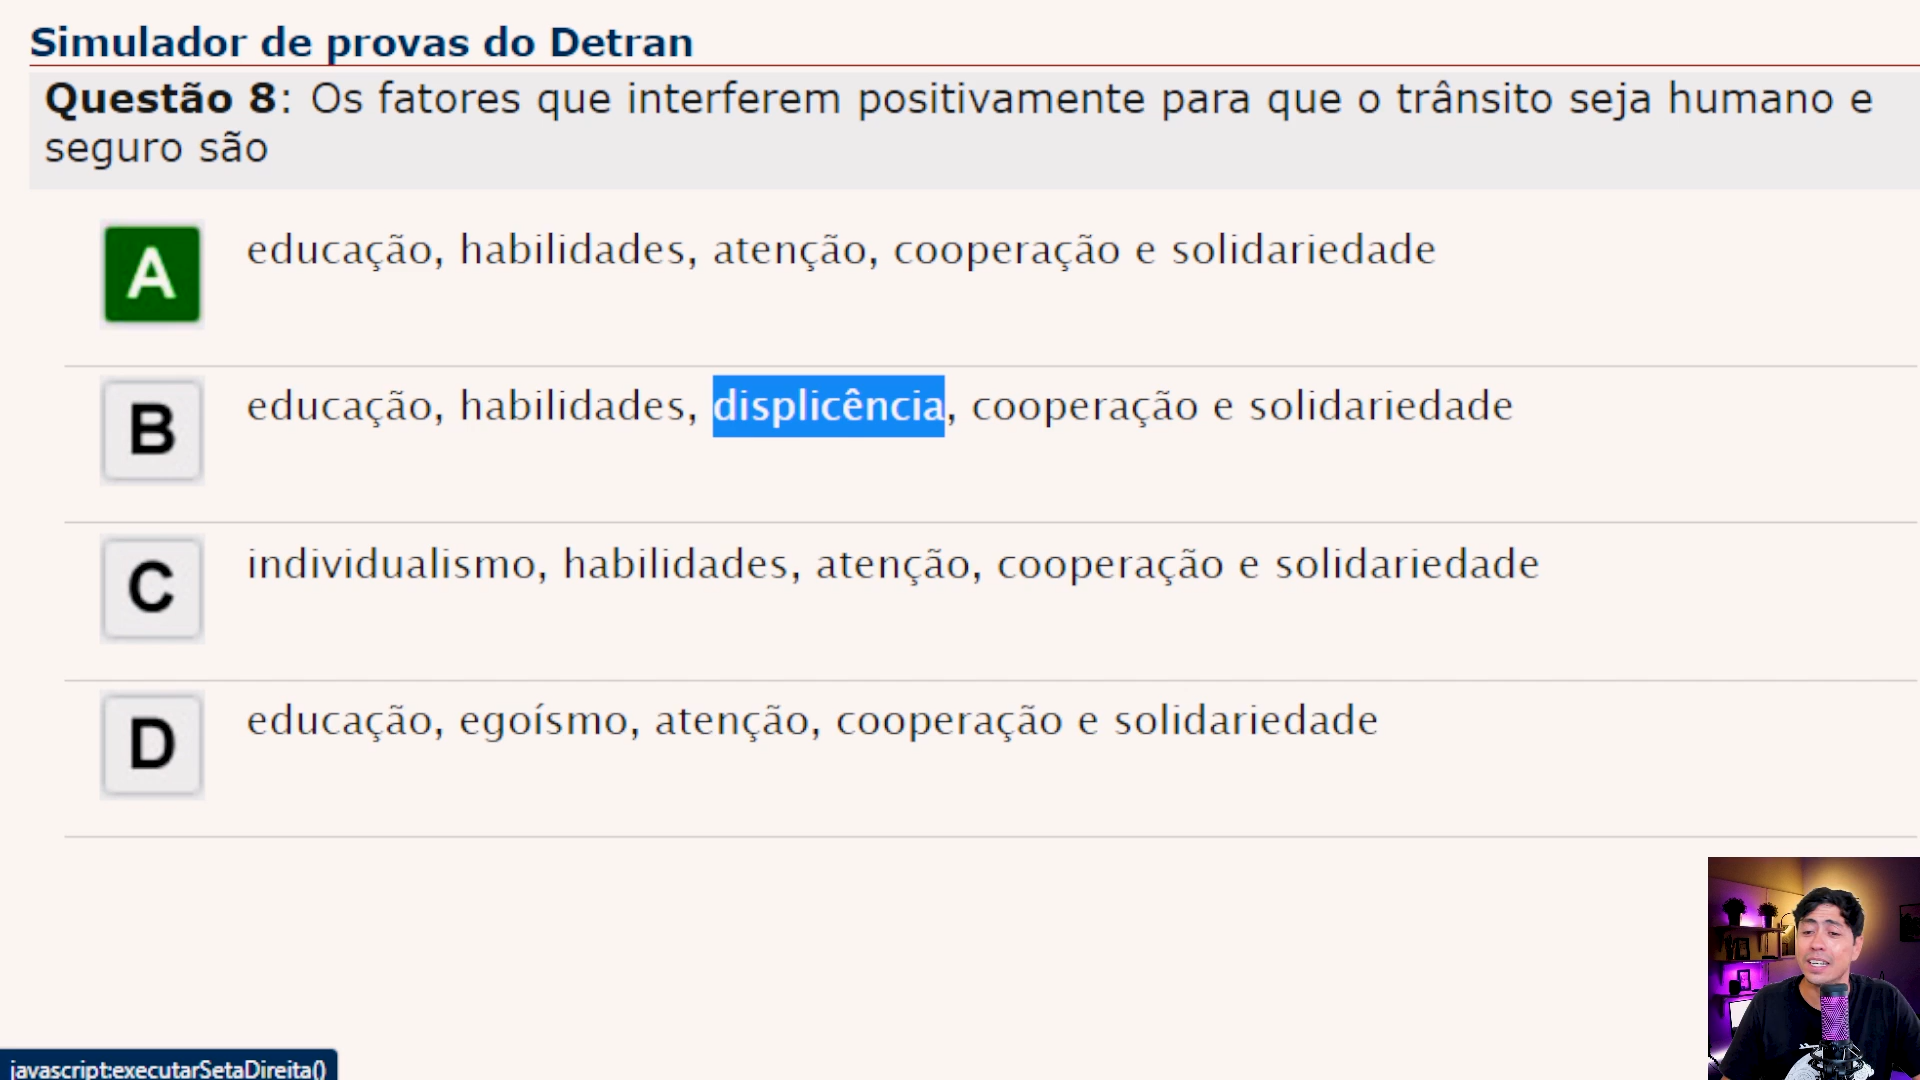 Simulador de provas do Detran
Questão 8: Os fatores que interferem positivamente para que o trânsito seja humano e
seguro são
A educação, habilidades, atenção, cooperação e solidariedade
B educação, habilidades, displicência, cooperação e solidariedade
C individualismo, habilidades, atenção, cooperação e solidariedade
D educação, egoísmo, atenção, cooperação e solidariedade
javascript:executarSetaDireita()